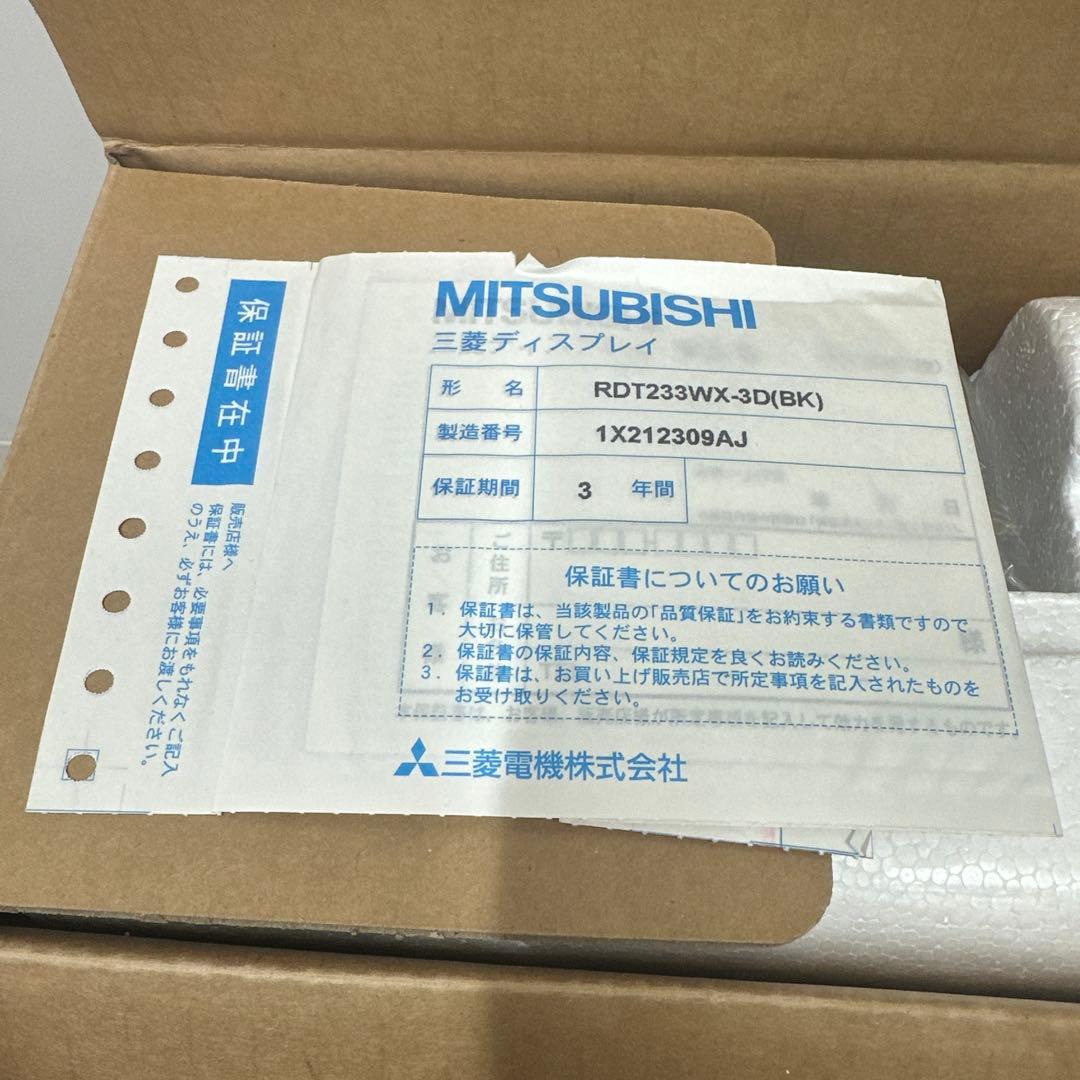 保証書在中
販売店様へ
保証書には、必要事項をもれなくご記入
のうえ、必ずお客様にお渡しください。
MITSUBISHI
三菱ディスプレイ
形 名 RDT233WX-3D(BK)
製造番号 1X212309AJ
保証期間 3 年間
ご住所
お
様
保証書についてのお願い
1. 保証書は、当該製品の「品質保証」をお約束する書類ですので
大切に保管してください。
2. 保証書の保証内容、保証規定を良くお読みください。
3. 保証書は、お買い上げ販売店で所定事項を記入されたものを
お受け取りください。
三菱電機株式会社